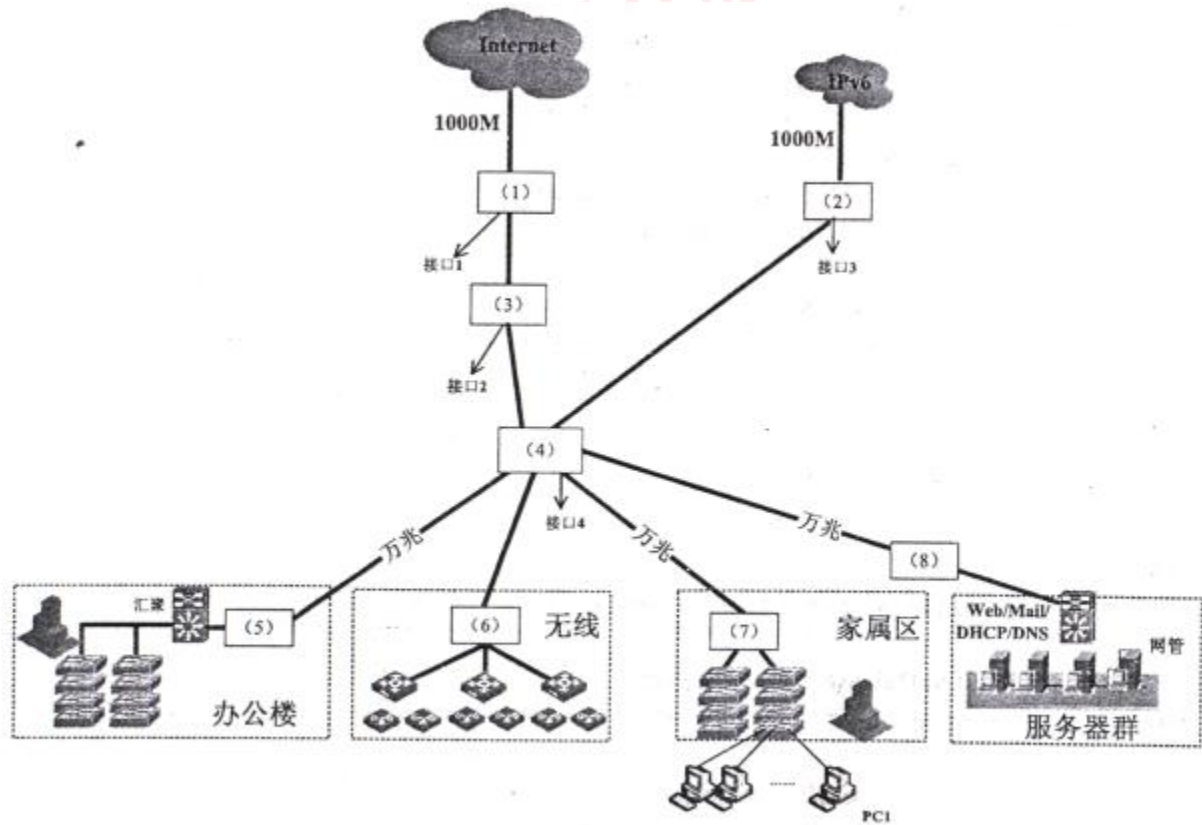 Internet
IPv6
1000M
1000M
(1)
(2)
接口1
接口3
(3)
接口2
(4)
接口4
万兆
万兆
万兆
(8)
汇聚
(5)
(6)
无线
(7)
家属区
Web/Mail/
DHCP/DNS
网管
办公楼
服务器群
......
PC1